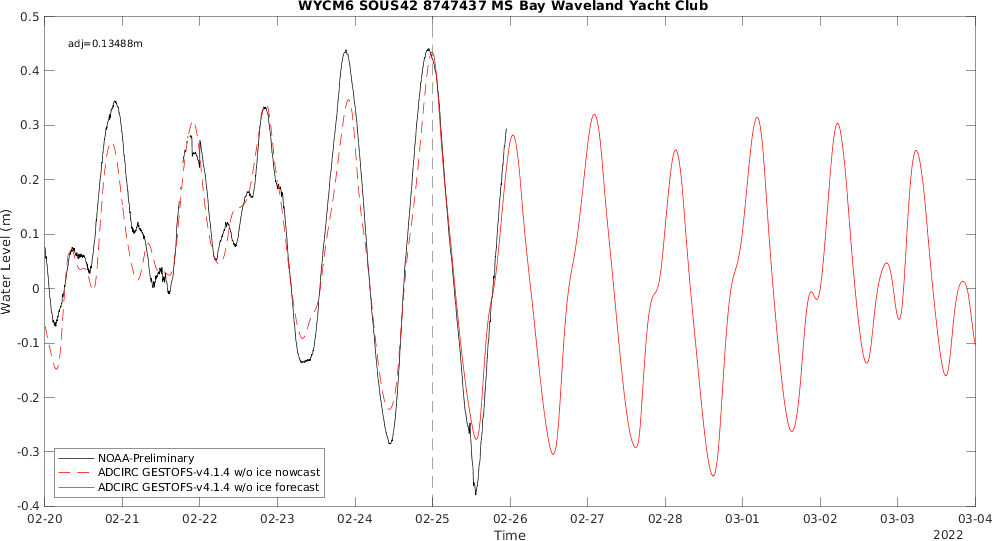 WYCM6 SOUS42 8747437 MS Bay Waveland Yacht Club
adj=0.13488m
0.5
0.4
0.3
0.2
0.1
0
-0.1
-0.2
-0.3
-0.4
Water Level (m)
NOAA-Preliminary
ADCIRC GESTOFS-v4.1.4 w/o ice nowcast
ADCIRC GESTOFS-v4.1.4 w/o ice forecast
02-20 02-21 02-22 02-23 02-24 02-25 02-26 02-27 02-28 03-01 03-02 03-03 03-04
Time
2022